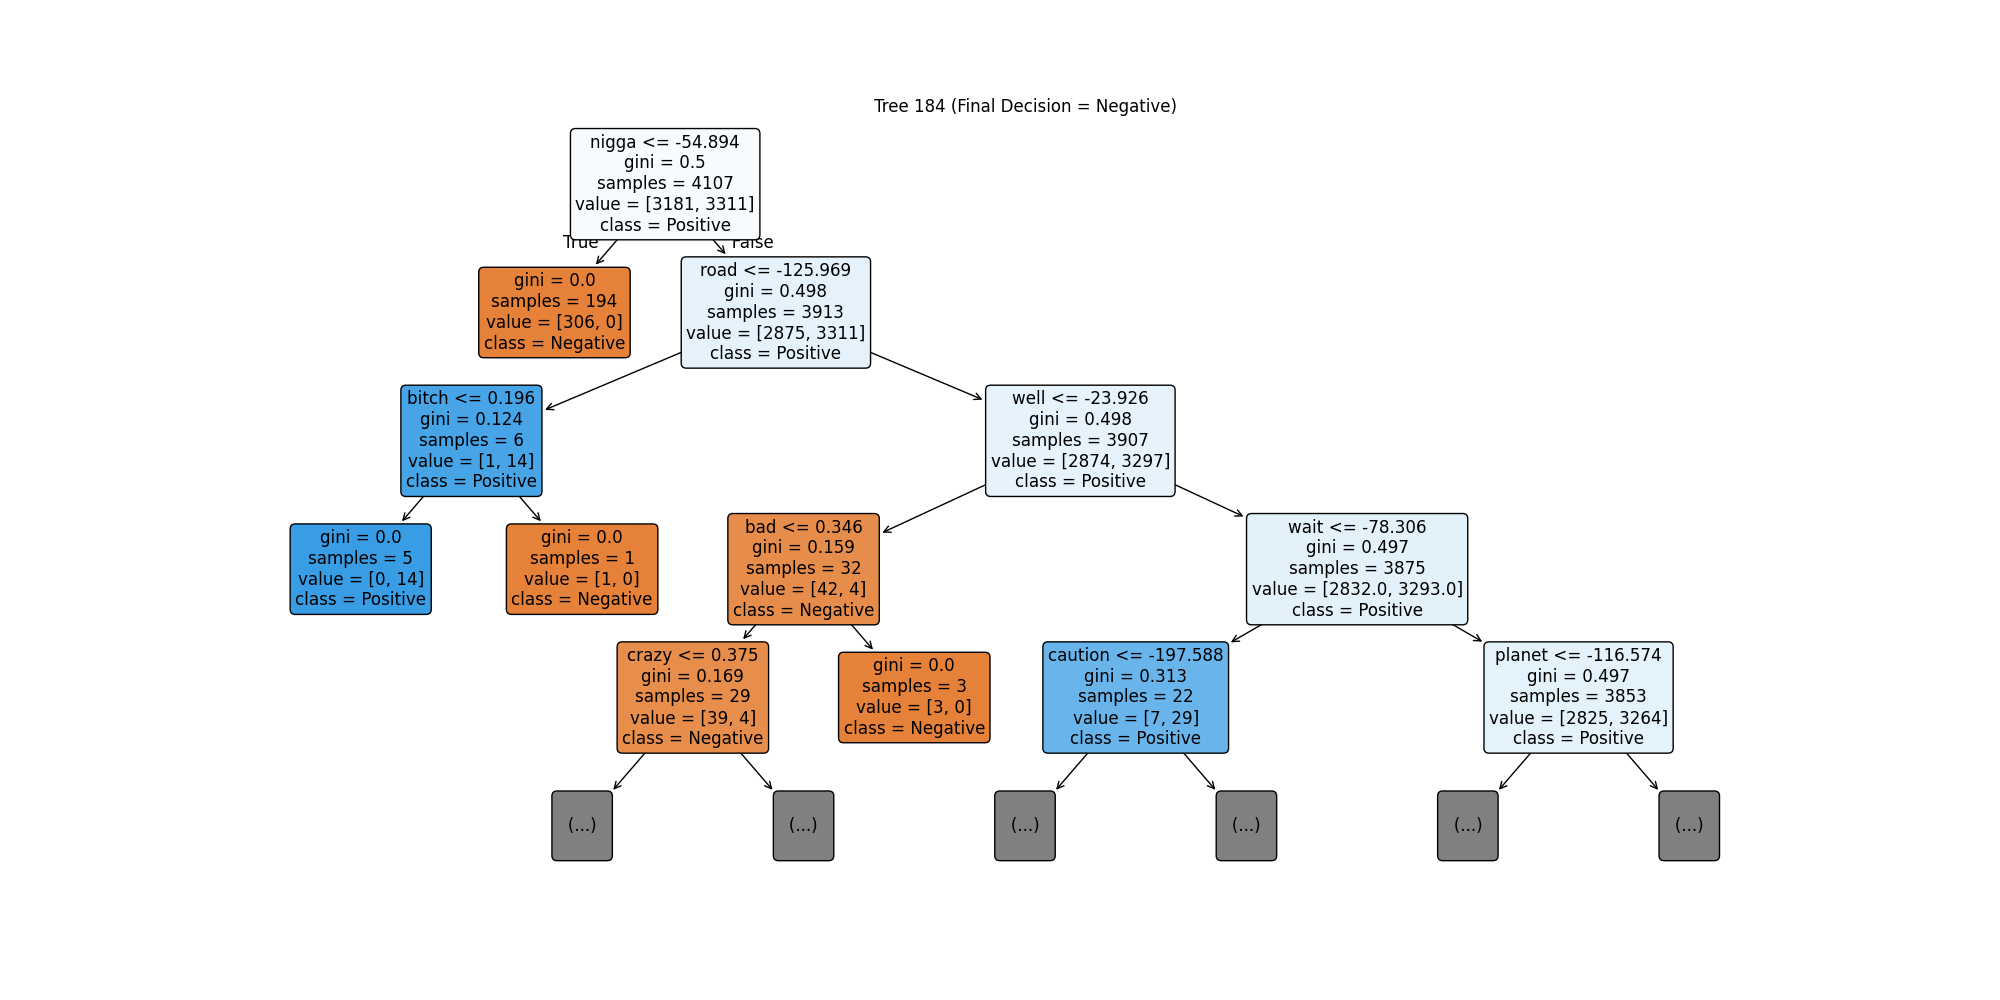 Tree 184 (Final Decision = Negative)
nigga <= -54.894
gini = 0.5
samples = 4107
value = [3181, 3311]
class = Positive
True
False
gini = 0.0
samples = 194
value = [306, 0]
class = Negative
road <= -125.969
gini = 0.498
samples = 3913
value = [2875, 3311]
class = Positive
bitch <= 0.196
gini = 0.124
samples = 6
value = [1, 14]
class = Positive
well <= -23.926
gini = 0.498
samples = 3907
value = [2874, 3297]
class = Positive
gini = 0.0
samples = 5
value = [0, 14]
class = Positive
gini = 0.0
samples = 1
value = [1, 0]
class = Negative
bad <= 0.346
gini = 0.159
samples = 32
value = [42, 4]
class = Negative
wait <= -78.306
gini = 0.497
samples = 3875
value = [2832.0, 3293.0]
class = Positive
crazy <= 0.375
gini = 0.169
samples = 29
value = [39, 4]
class = Negative
gini = 0.0
samples = 3
value = [3, 0]
class = Negative
caution <= -197.588
gini = 0.313
samples = 22
value = [7, 29]
class = Positive
planet <= -116.574
gini = 0.497
samples = 3853
value = [2825, 3264]
class = Positive
(...)
(...)
(...)
(...)
(...)
(...)